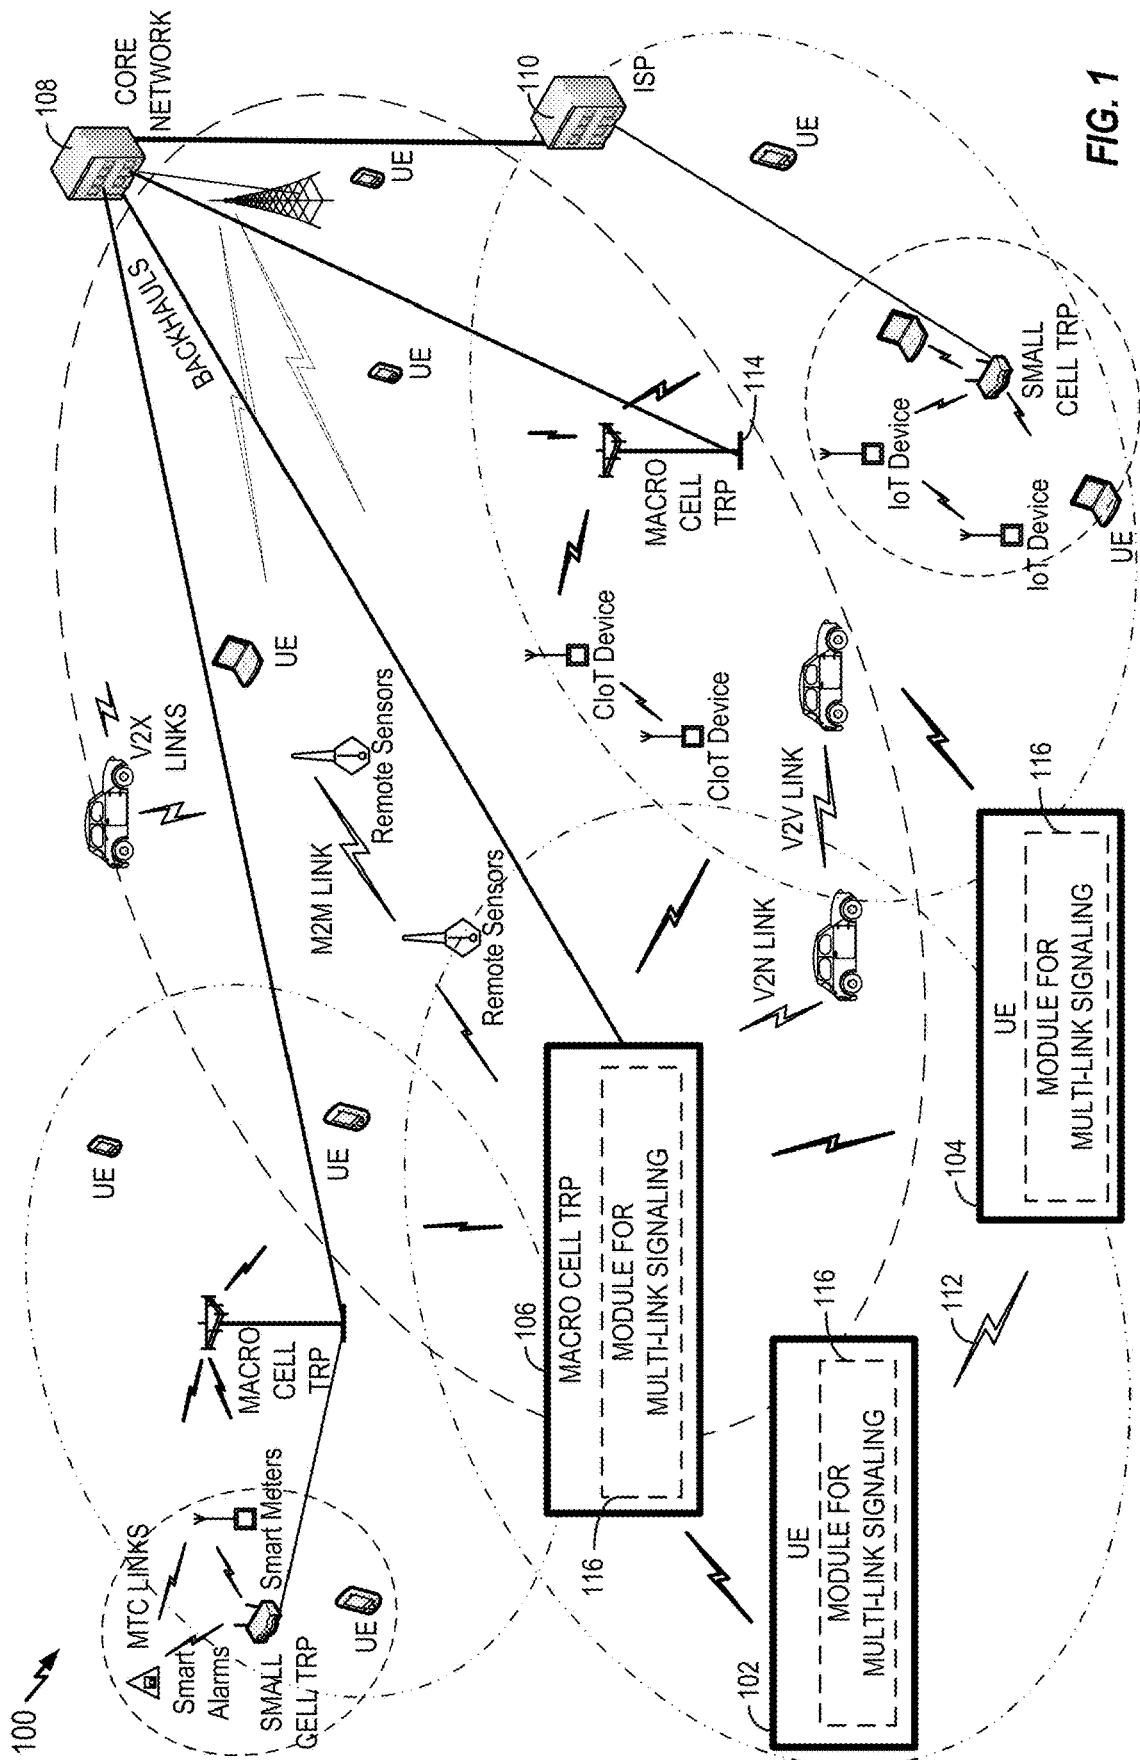 100
MTC LINKS
Smart
Alarms
Smart Meters
SMALL
CELL TRP
UE
MACRO
CELL
TRP
UE
UE
V2X
LINKS
UE
BACKHAULS
108
CORE
NETWORK
M2M LINK
Remote Sensors
Remote Sensors
UE
UE
106
MACRO CELL TRP
MODULE FOR
MULTI-LINK SIGNALING
116
CIoT Device
CIoT Device
MACRO
CELL
TRP
114
110
ISP
V2N LINK
V2V LINK
UE
102
UE
MODULE FOR
MULTI-LINK SIGNALING
116
112
104
UE
MODULE FOR
MULTI-LINK SIGNALING
116
IoT Device
IoT Device
SMALL
CELL TRP
UE
FIG. 1